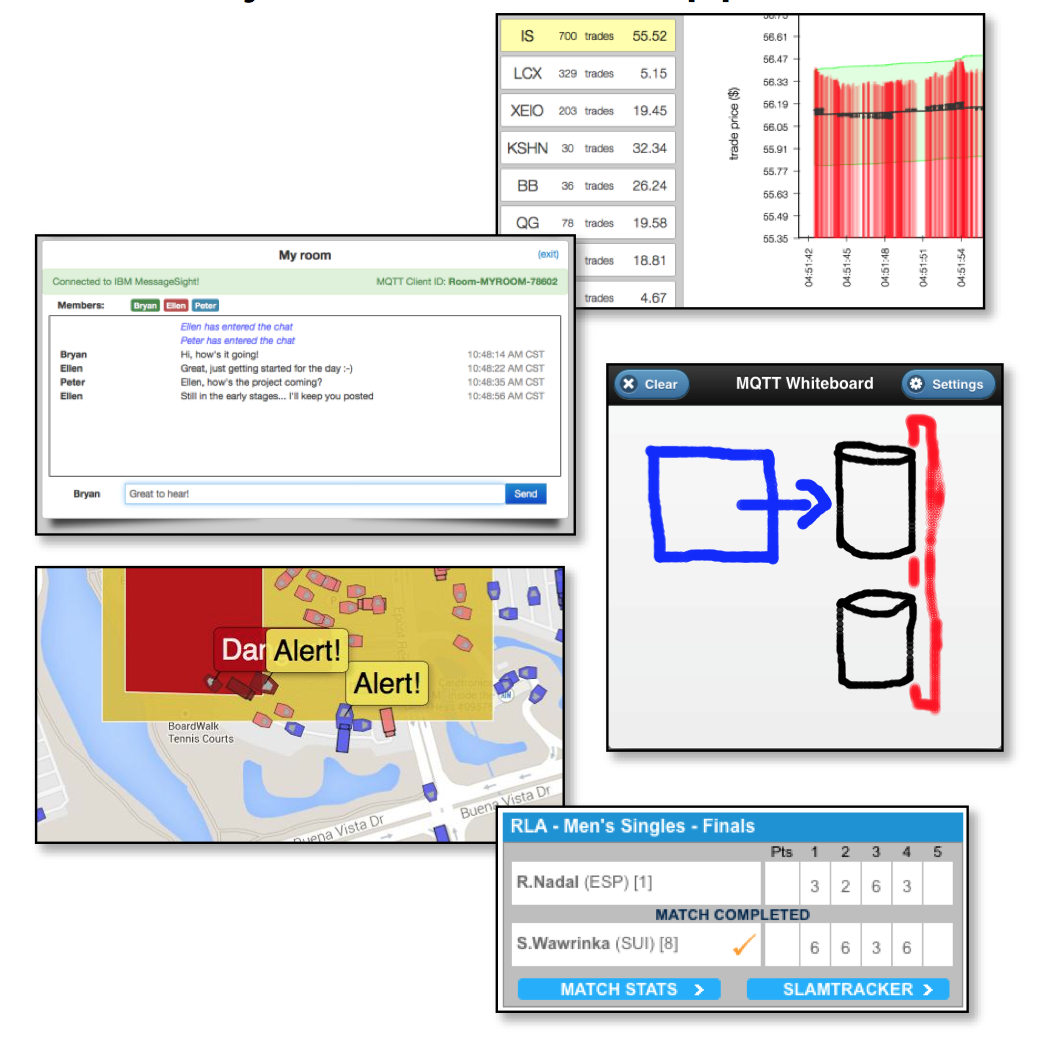 IS 700 trades 55.52
LCX 329 trades 5.15
XEIO 203 trades 19.45
KSHN 30 trades 32.34
BB 36 trades 26.24
QG 78 trades 19.58
trades 18.81
trades 4.67
trade price ($)
56.61
56.47
56.33
56.19
56.05
55.91
55.77
55.63
55.49
55.35
04:51:42
04:51:45
04:51:48
04:51:51
04:51:54
My room (exit)
Connected to IBM MessageSight! MQTT Client ID: Room-MYROOM-78602
Members: Bryan Ellen Peter
Ellen has entered the chat
Peter has entered the chat
Bryan Hi, how's it going! 10:48:14 AM CST
Ellen Great, just getting started for the day :-) 10:48:22 AM CST
Peter Ellen, how's the project coming? 10:48:35 AM CST
Ellen Still in the early stages... I'll keep you posted 10:48:56 AM CST
Bryan Great to hear! Send
Clear MQTT Whiteboard Settings
Alert!
Alert!
BoardWalk
Tennis Courts
Buena Vista Dr
Buena Vista Dr
RLA - Men's Singles - Finals
Pts 1 2 3 4 5
R.Nadal (ESP) [1] 3 2 6 3
MATCH COMPLETED
S.Wawrinka (SUI) [8] 6 6 3 6
MATCH STATS > SLAMTRACKER >